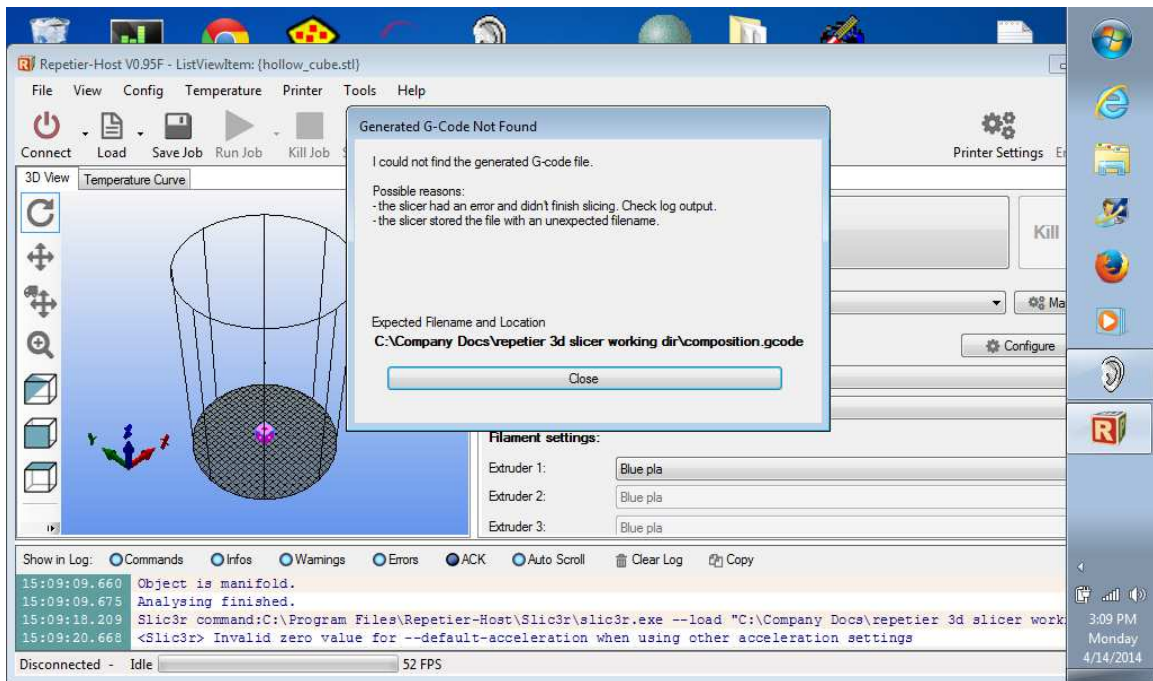 Repetier-Host V0.95F - ListViewItem: {hollow_cube.stl}
File View Config Temperature Printer Tools Help
Connect Load Save Job Run Job Kill Job
Printer Settings
3D View Temperature Curve
Generated G-Code Not Found
I could not find the generated G-code file.
Possible reasons:
- the slicer had an error and didn't finish slicing. Check log output.
- the slicer stored the file with an unexpected filename.
Expected Filename and Location
C:\Company Docs\repetier 3d slicer working dir\composition.gcode
Close
Kill
Ma
Configure
Filament settings:
Extruder 1: Blue pla
Extruder 2: Blue pla
Extruder 3: Blue pla
Y Z X
Show in Log: Commands Infos Warnings Errors ACK Auto Scroll Clear Log Copy
15:09:09.660 Object is manifold.
15:09:09.675 Analysing finished.
15:09:18.209 Slic3r command:C:\Program Files\Repetier-Host\Slic3r\slic3r.exe --load "C:\Company Docs\repetier 3d slicer work
15:09:20.668 <Slic3r> Invalid zero value for --default-acceleration when using other acceleration settings
Disconnected - Idle 52 FPS
3:09 PM
Monday
4/14/2014